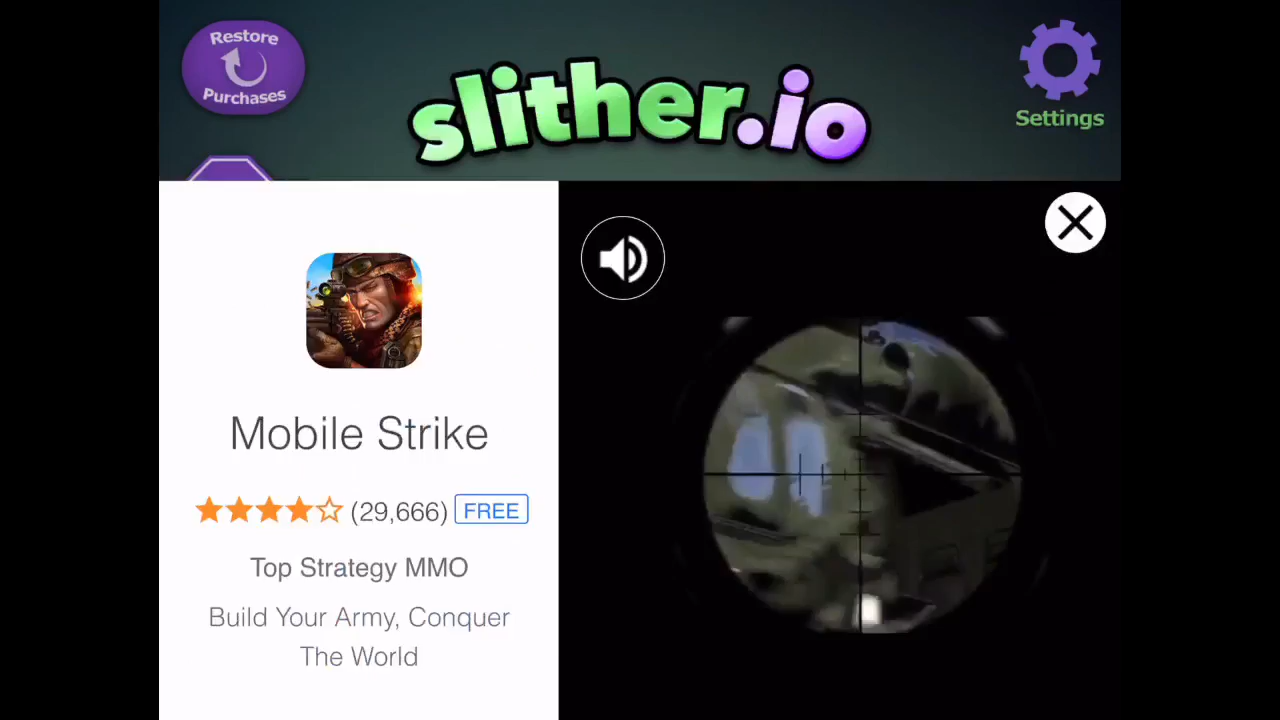 Restore
Purchases
slither.io
Settings
Mobile Strike
(29,666) FREE
Top Strategy MMO
Build Your Army, Conquer
The World